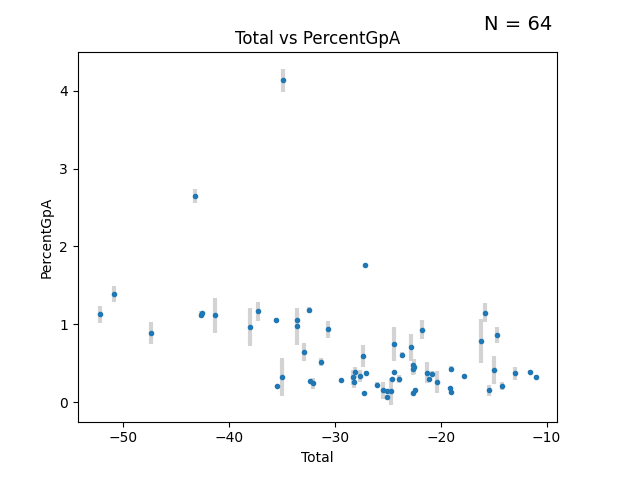 N = 64
Total vs PercentGpA
PercentGpA
4
3
2
1
0
−50
−40
−30
−20
−10
Total